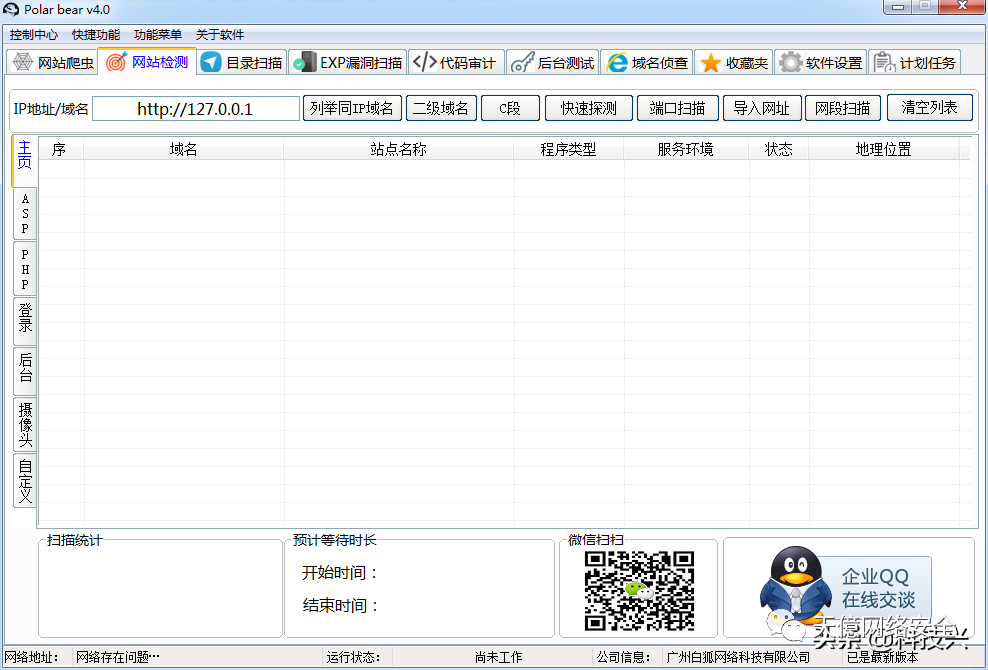 Polar bear v4.0
控制中心 快捷功能 功能菜单 关于软件
网站爬虫 网站检测 目录扫描 EXP漏洞扫描 代码审计 后台测试 域名侦查 收藏夹 软件设置 计划任务
IP地址/域名 http://127.0.0.1 列举同IP域名 二级域名 C段 快速探测 端口扫描 导入网址 网段扫描 清空列表
主页
序 域名 站点名称 程序类型 服务环境 状态 地理位置
ASP
PHP
登录
后台
摄像头
自定义
扫描统计 预计等待时长 微信扫扫
开始时间：
结束时间：
企业QQ
在线交谈
无偿网络安全
头条 @科技兴
网络地址： 网络存在问题··· 运行状态： 尚未工作 公司信息： 广州白狐网络科技有限公司 已是最新版本